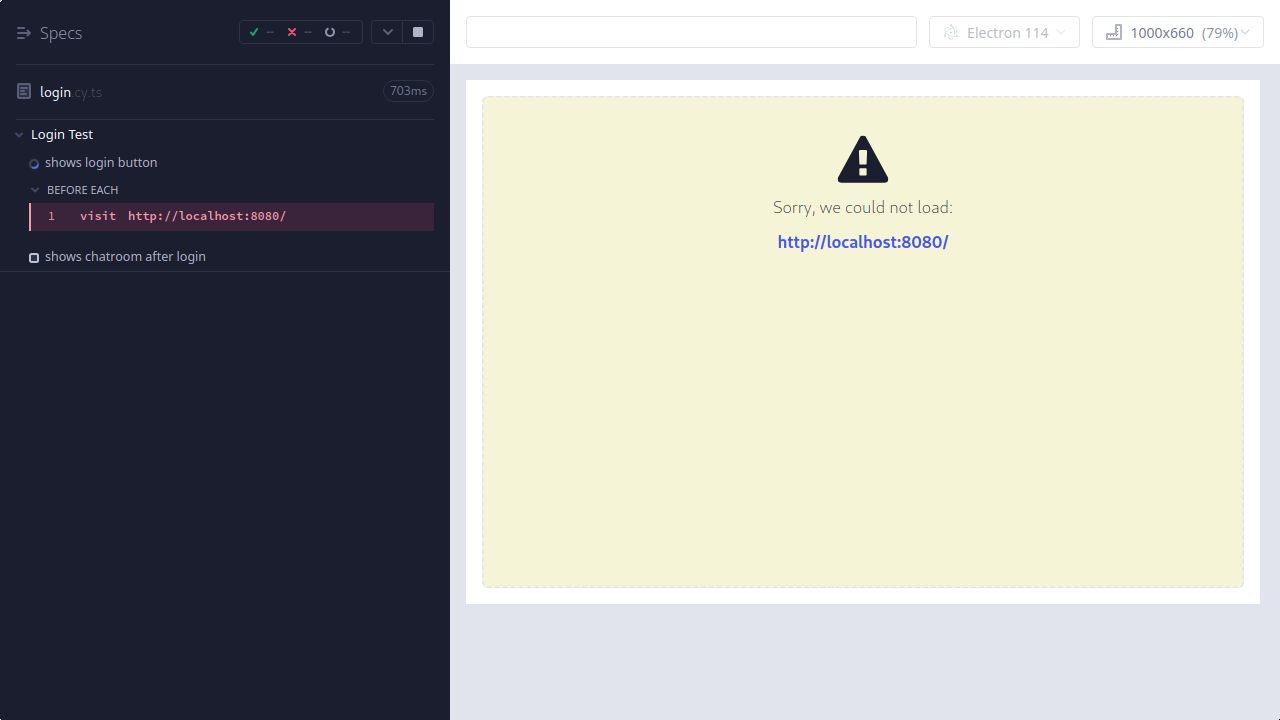 Specs
--
--
--
login.cy.ts
703ms
Login Test
shows login button
BEFORE EACH
1 visit http://localhost:8080/
shows chatroom after login
Electron 114
1000x660 (79%)
Sorry, we could not load:
http://localhost:8080/